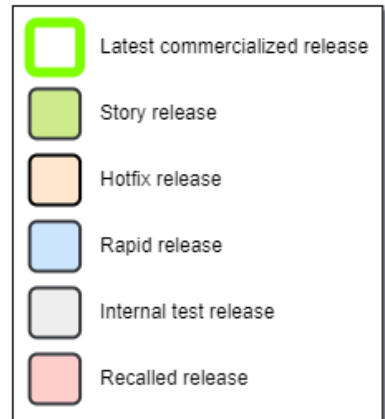 Latest commercialized release
Story release
Hotfix release
Rapid release
Internal test release
Recalled release